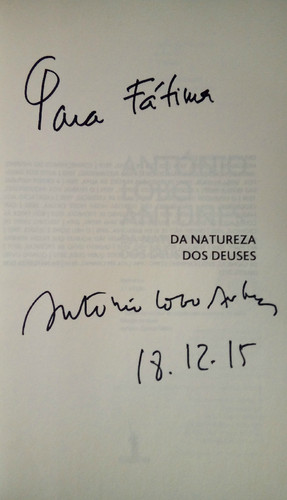 Para Fátima
DA NATUREZA
DOS DEUSES
António Lobo Antunes
18.12.15